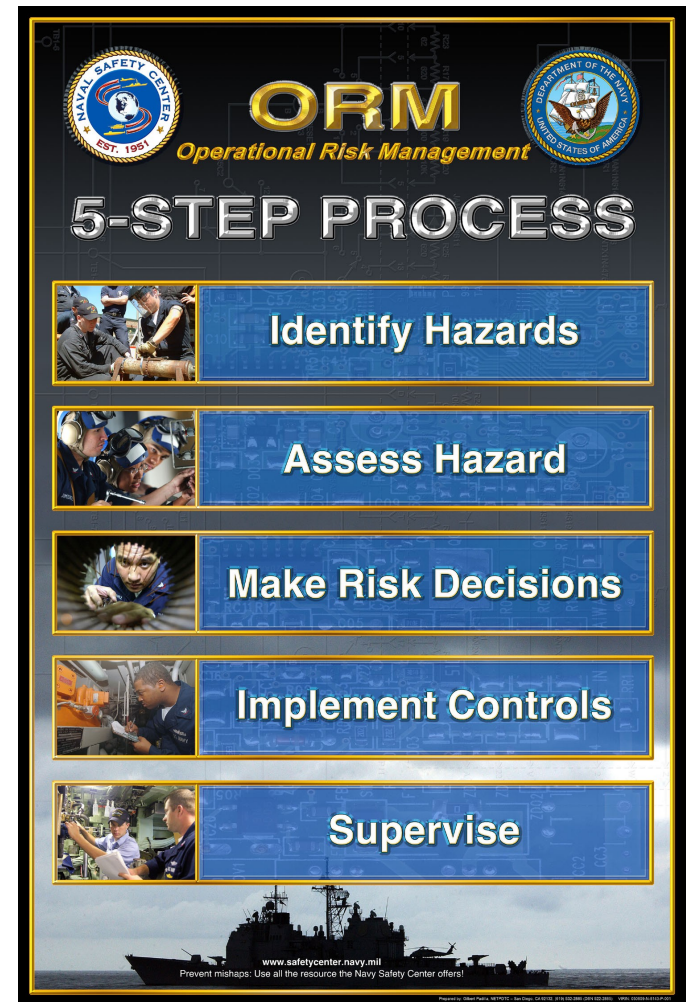 NAVAL SAFETY CENTER
EST. 1951
DEPARTMENT OF THE NAVY
UNITED STATES OF AMERICA
ORM
Operational Risk Management
5-STEP PROCESS
Identify Hazards
Assess Hazard
Make Risk Decisions
Implement Controls
Supervise
www.safetycenter.navy.mil
Prevent mishaps: Use all the resource the Navy Safety Center offers!